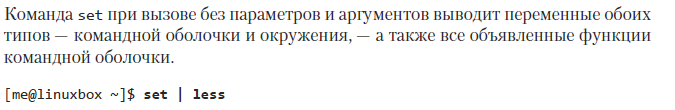 Команда set при вызове без параметров и аргументов выводит переменные обоих
типов — командной оболочки и окружения, — а также все объявленные функции
командной оболочки.
[me@linuxbox ~]$ set | less